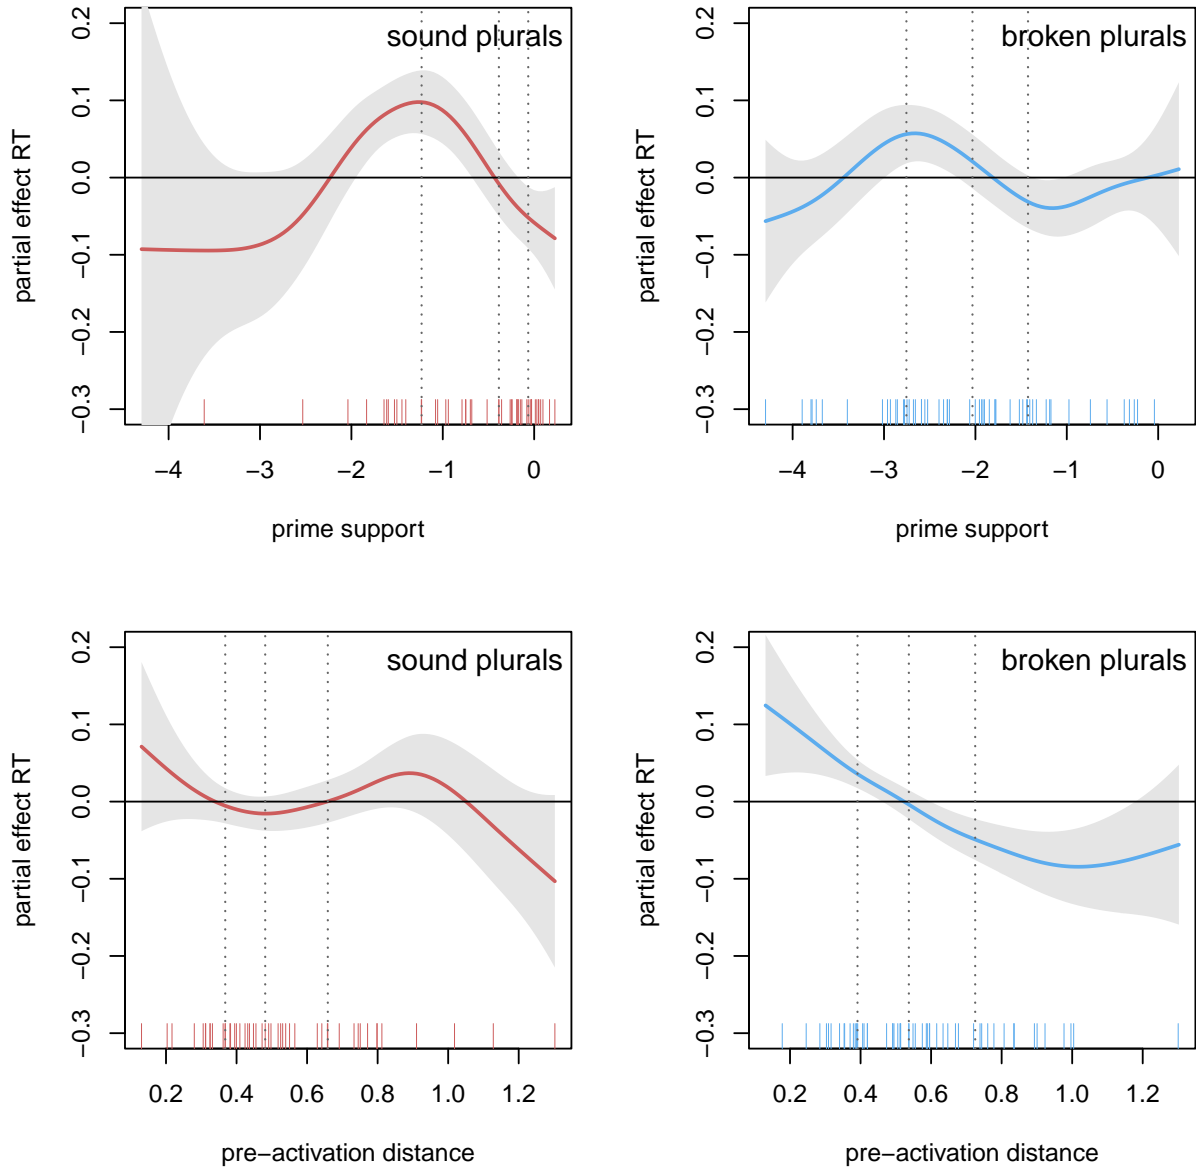 sound plurals
partial effect RT
0.2
0.1
0.0
−0.1
−0.2
−0.3
−4 −3 −2 −1 0
prime support
broken plurals
partial effect RT
0.2
0.1
0.0
−0.1
−0.2
−0.3
−4 −3 −2 −1 0
prime support
sound plurals
partial effect RT
0.2
0.1
0.0
−0.1
−0.2
−0.3
0.2 0.4 0.6 0.8 1.0 1.2
pre−activation distance
broken plurals
partial effect RT
0.2
0.1
0.0
−0.1
−0.2
−0.3
0.2 0.4 0.6 0.8 1.0 1.2
pre−activation distance